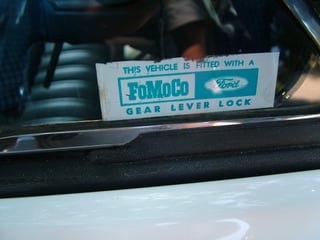 THIS VEHICLE IS FITTED WITH A
FoMoCo Ford
GEAR LEVER LOCK